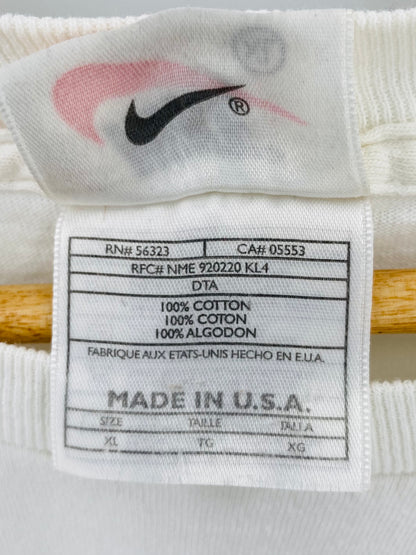 ®
RN# 56323 CA# 05553
RFC# NME 920220 KL4
DTA
100% COTTON
100% COTTON
100% ALGODON
FABRIQUE AUX ETATS-UNIS HECHO EN E.U.A.
MADE IN U.S.A.
SIZE TAILLE TALLA
XL TG XG